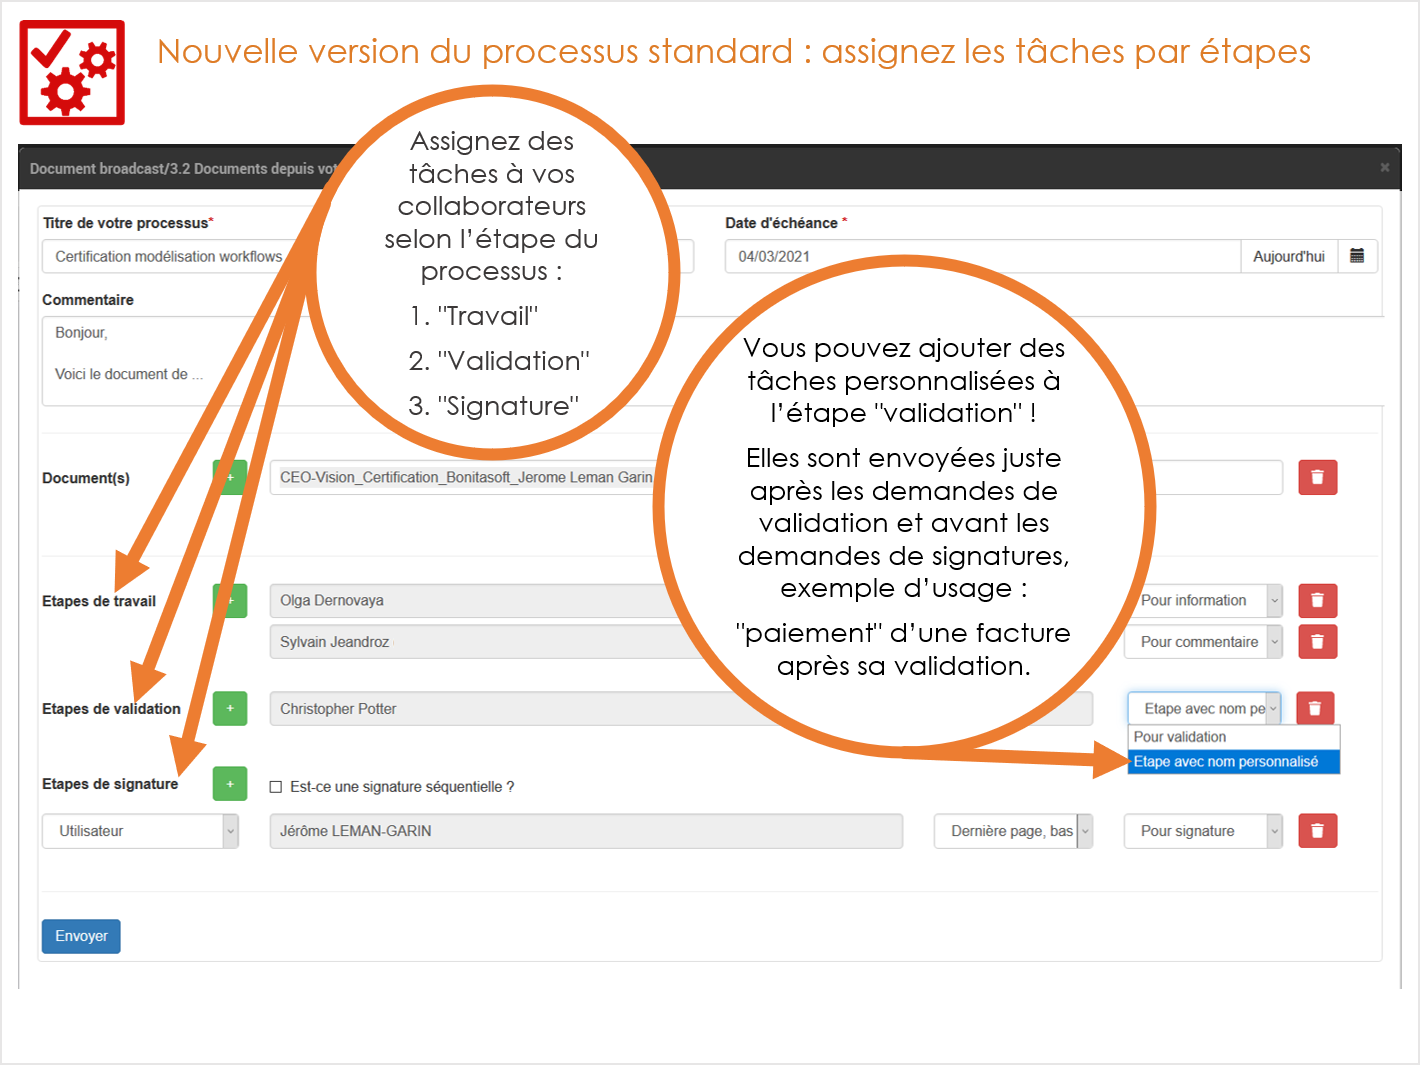 Nouvelle version du processus standard : assignez les tâches par étapes
Document broadcast/3.2 Documents depuis
Titre de votre processus*
Certification modélisation workflows
Date d'échéance *
04/03/2021
Aujourd'hui
Commentaire
Bonjour,
Voici le document de ...
Assignez des
tâches à vos
collaborateurs
selon l'étape du
processus :
1. "Travail"
2. "Validation"
3. "Signature"
Vous pouvez ajouter des
tâches personnalisées à
l'étape "validation" !
Elles sont envoyées juste
après les demandes de
validation et avant les
demandes de signatures,
exemple d'usage :
"paiement" d'une facture
après sa validation.
Document(s)
+
CEO-Vision_Certification_Bonitasoft_Jerome Leman Garin
Etapes de travail
+
Olga Dernovaya
Pour information
Sylvain Jeandroz
Pour commentaire
Etapes de validation
+
Christopher Potter
Etape avec nom pe
Pour validation
Etape avec nom personnalisé
Etapes de signature
+
Est-ce une signature séquentielle ?
Utilisateur
Jérôme LEMAN-GARIN
Dernière page, bas
Pour signature
Envoyer